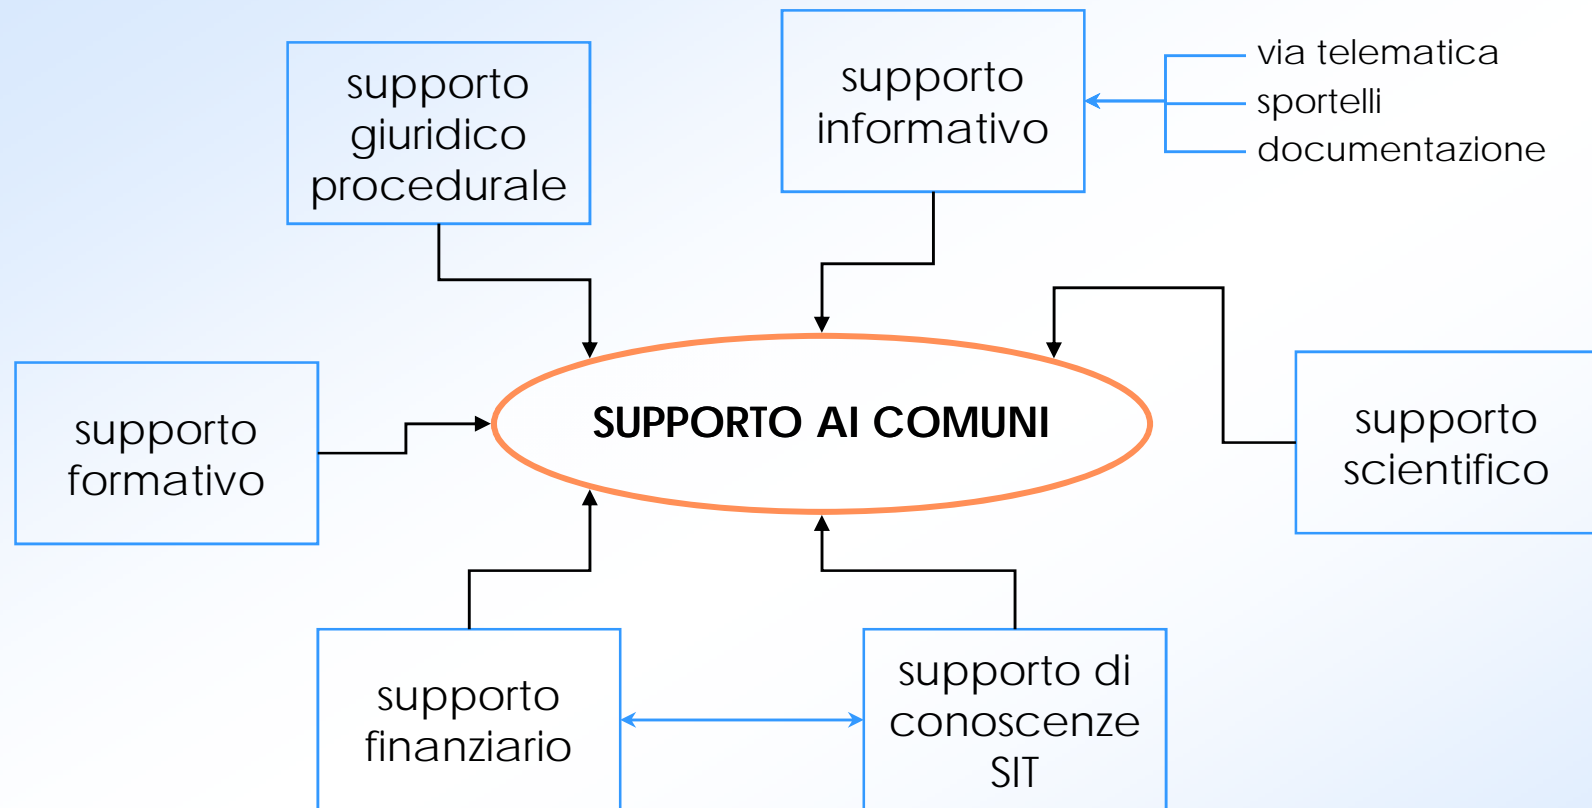 supporto
giuridico
procedurale
supporto
informativo
via telematica
sportelli
documentazione
supporto
formativo
SUPPORTO AI COMUNI
supporto
scientifico
supporto
finanziario
supporto di
conoscenze
SIT